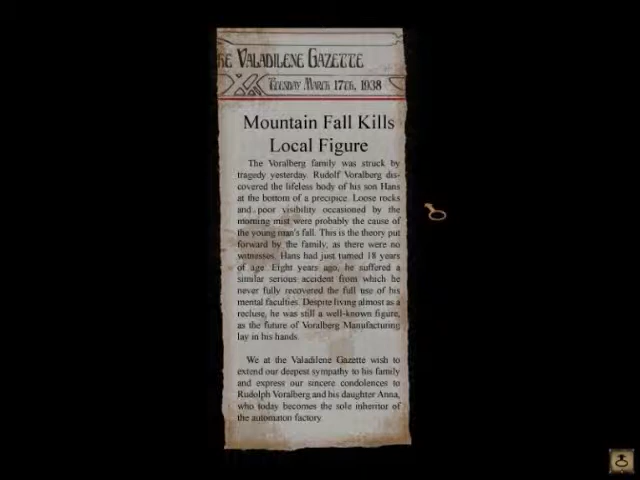 HE VALADILENE GAZETTE
TUESDAY MARCH 17TH, 1938
Mountain Fall Kills
Local Figure
The Voralberg family was struck by
tragedy yesterday. Rudolf Voralberg dis-
covered the lifeless body of his son Hans
at the bottom of a precipice. Loose rocks
and poor visibility occasioned by the
morning mist were probably the cause of
the young man's fall. This is the theory put
forward by the family, as there were no
witnesses. Hans had just turned 18 years
of age. Eight years ago, he suffered a
similar serious accident from which he
never fully recovered the full use of his
mental faculties. Despite living almost as a
recluse, he was still a well-known figure,
as the future of Voralberg Manufacturing
lay in his hands.
We at the Valadilene Gazette wish to
extend our deepest sympathy to his family
and express our sincere condolences to
Rudolph Voralberg and his daughter Anna,
who today becomes the sole inheritor of
the automaton factory.